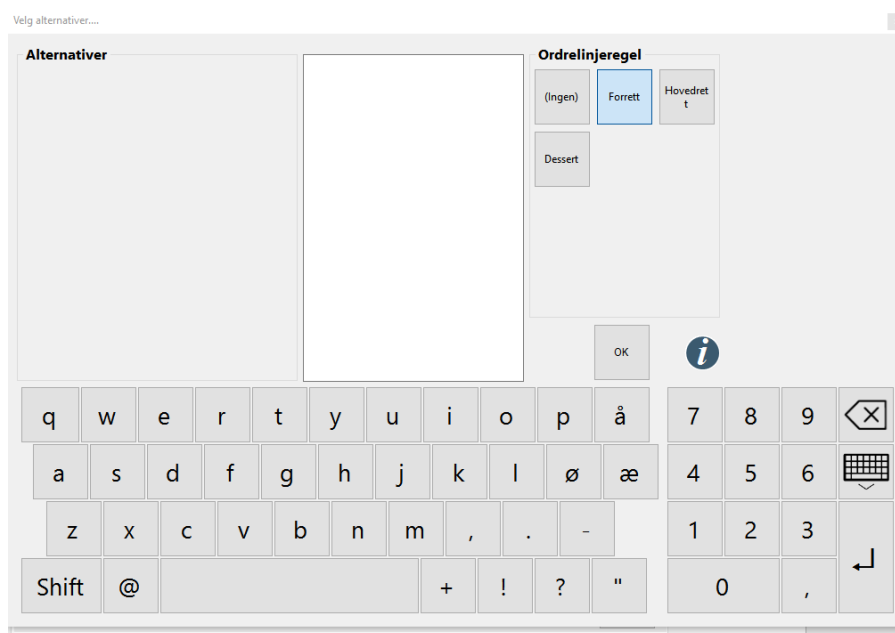 Velg alternativer....
Alternativer
Ordrelinjeregel
(Ingen)
Forrett
Hovedret
t
Dessert
OK
i
q w e r t y u i o p å 7 8 9
a s d f g h j k l ø æ 4 5 6
z x c v b n m , . - 1 2 3
Shift @ + ! ? " 0 ,